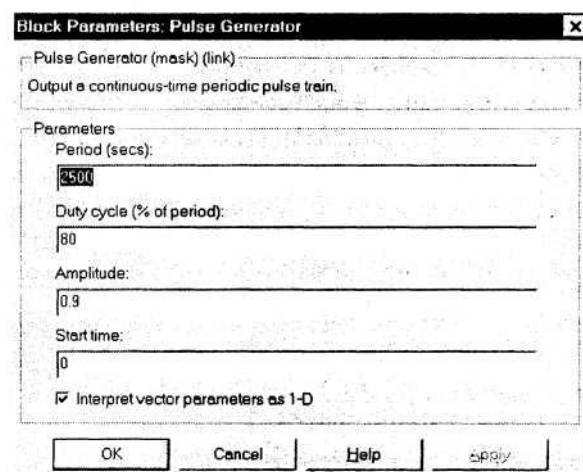 Block Parameters: Pulse Generator
Pulse Generator (mask) (link)
Output a continuous-time periodic pulse train.
Parameters
Period (secs):
2500
Duty cycle (% of period):
80
Amplitude:
0.9
Start time:
0
Interpret vector parameters as 1-D
OK Cancel Help Apply